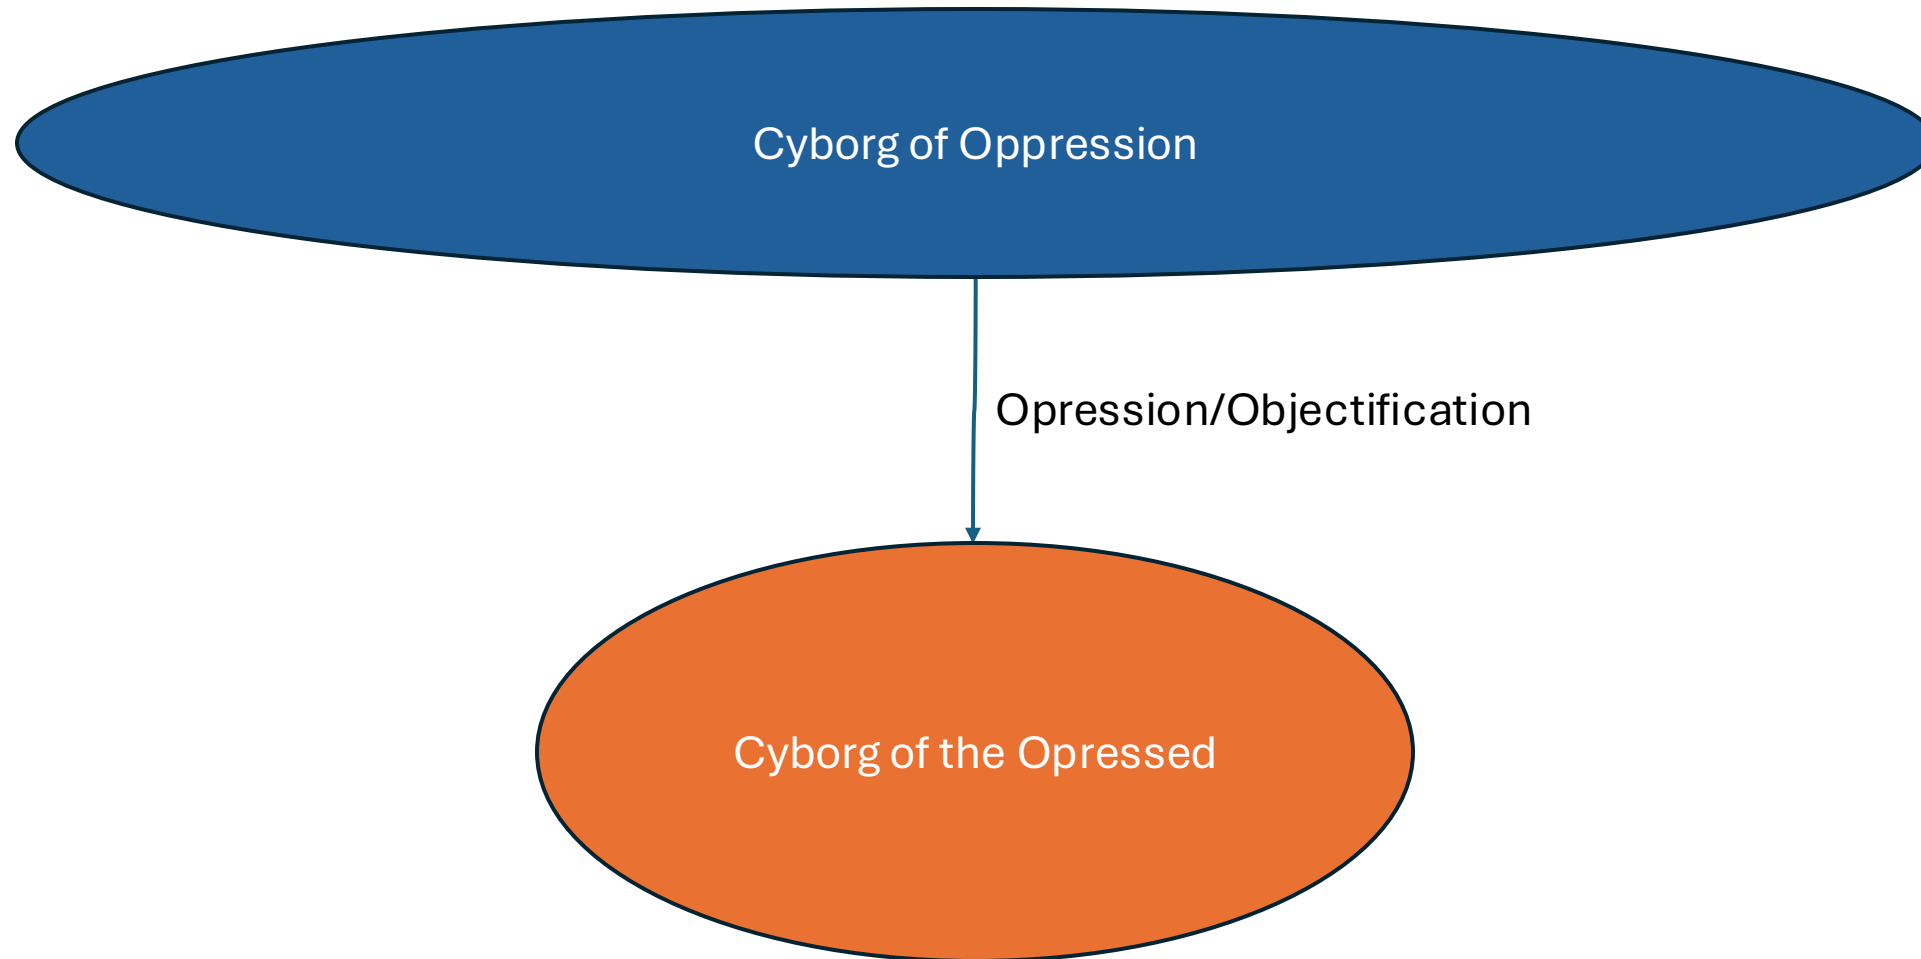 Cyborg of Oppression
Opression/Objectification
Cyborg of the Opressed